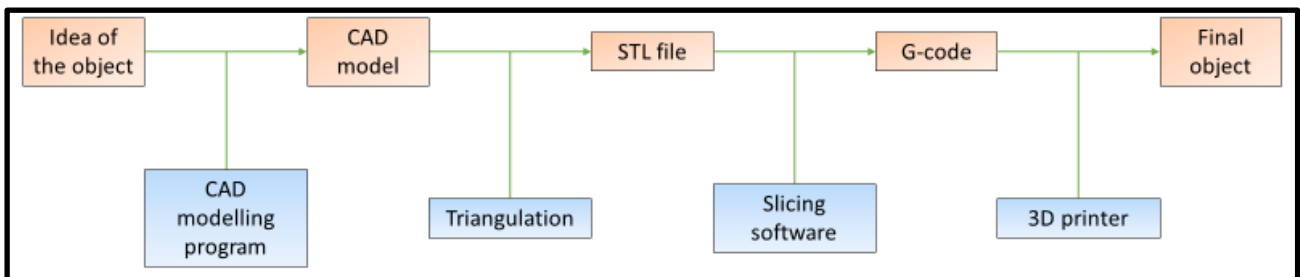 Idea of
the object
CAD
model
STL file
G-code
Final
object
CAD
modelling
program
Triangulation
Slicing
software
3D printer